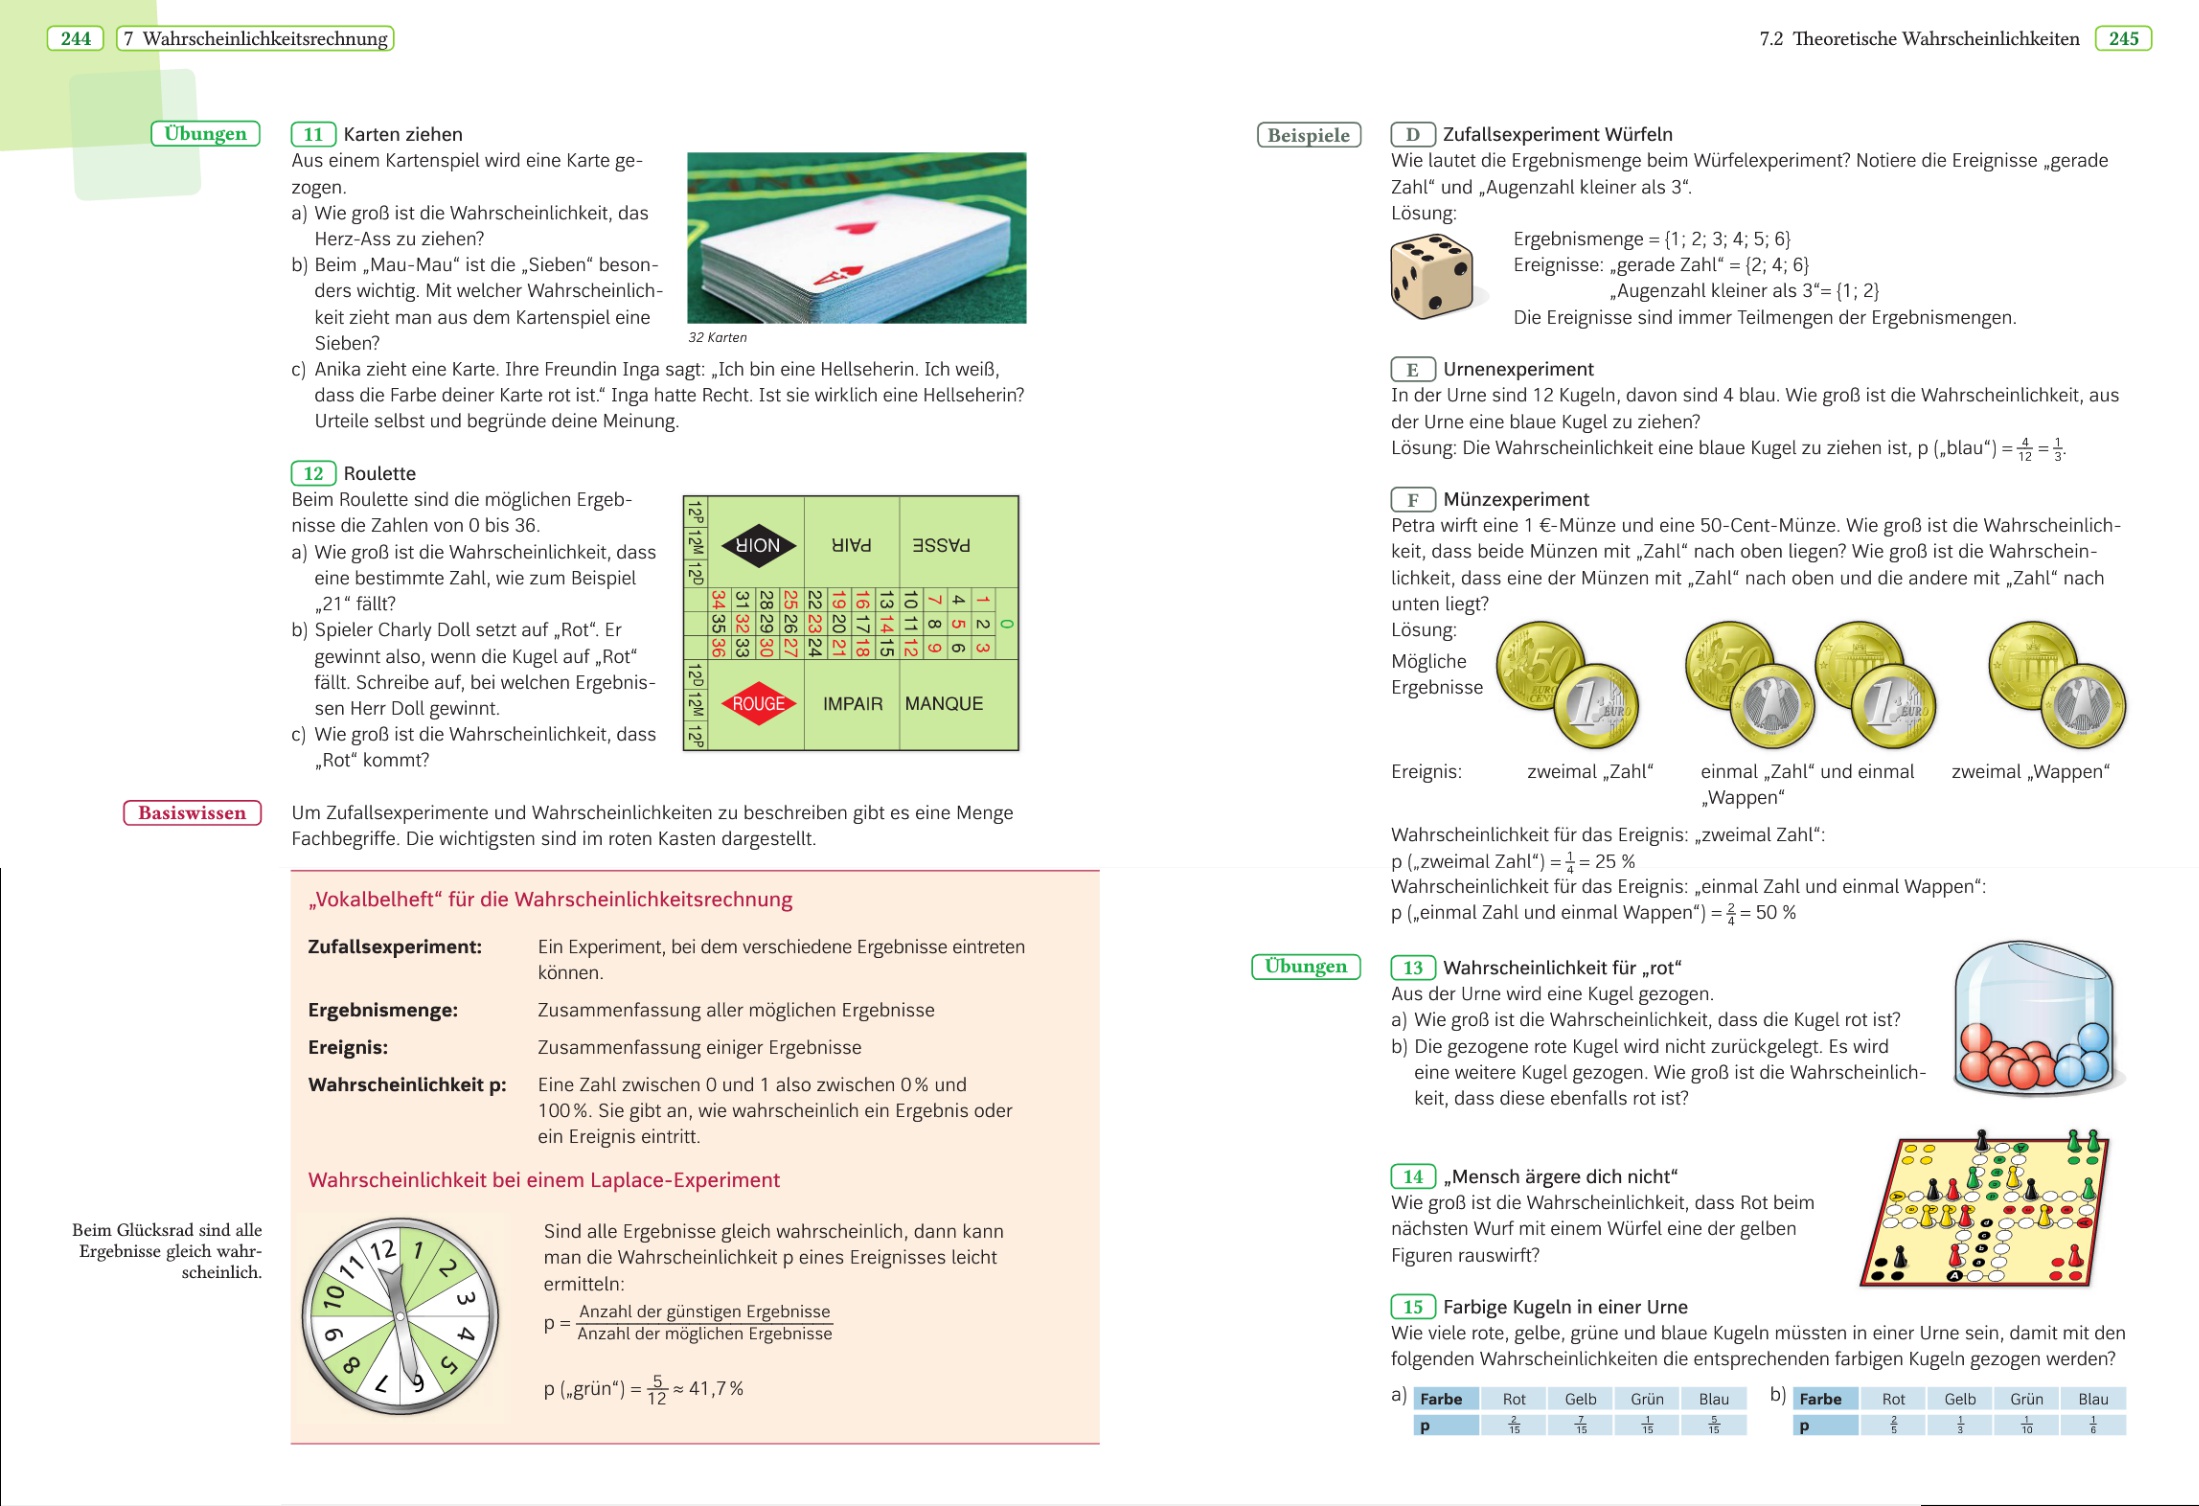 244
7 Wahrscheinlichkeitsrechnung
Übungen
11 Karten ziehen
Aus einem Kartenspiel wird eine Karte ge-
zogen.
a) Wie groß ist die Wahrscheinlichkeit, das
Herz-Ass zu ziehen?
b) Beim „Mau-Mau“ ist die „Sieben“ beson-
ders wichtig. Mit welcher Wahrscheinlich-
keit zieht man aus dem Kartenspiel eine
Sieben?
32 Karten
c) Anika zieht eine Karte. Ihre Freundin Inga sagt: „Ich bin eine Hellseherin. Ich weiß,
dass die Farbe deiner Karte rot ist.“ Inga hatte Recht. Ist sie wirklich eine Hellseherin?
Urteile selbst und begründe deine Meinung.
12 Roulette
Beim Roulette sind die möglichen Ergeb-
nisse die Zahlen von 0 bis 36.
a) Wie groß ist die Wahrscheinlichkeit, dass
eine bestimmte Zahl, wie zum Beispiel
„21“ fällt?
b) Spieler Charly Doll setzt auf „Rot“. Er
gewinnt also, wenn die Kugel auf „Rot“
fällt. Schreibe auf, bei welchen Ergebnis-
sen Herr Doll gewinnt.
c) Wie groß ist die Wahrscheinlichkeit, dass
„Rot“ kommt?
12P 12M 12D
NOIR PAIR PASSE
34 31 28 25 22 19 16 13 10 7 4 1
35 32 29 26 23 20 17 14 11 8 5 2 0
36 33 30 27 24 21 18 15 12 9 6 3
12D 12M 12P
ROUGE IMPAIR MANQUE
Basiswissen
Um Zufallsexperimente und Wahrscheinlichkeiten zu beschreiben gibt es eine Menge
Fachbegriffe. Die wichtigsten sind im roten Kasten dargestellt.
„Vokalbelheft“ für die Wahrscheinlichkeitsrechnung
Zufallsexperiment: Ein Experiment, bei dem verschiedene Ergebnisse eintreten
können.
Ergebnismenge: Zusammenfassung aller möglichen Ergebnisse
Ereignis: Zusammenfassung einiger Ergebnisse
Wahrscheinlichkeit p: Eine Zahl zwischen 0 und 1 also zwischen 0 % und
100 %. Sie gibt an, wie wahrscheinlich ein Ergebnis oder
ein Ereignis eintritt.
Wahrscheinlichkeit bei einem Laplace-Experiment
Beim Glücksrad sind alle
Ergebnisse gleich wahr-
scheinlich.
1 2 3 4 5 6 7 8 9 10 11 12
Sind alle Ergebnisse gleich wahrscheinlich, dann kann
man die Wahrscheinlichkeit p eines Ereignisses leicht
ermitteln:
p = Anzahl der günstigen Ergebnisse / Anzahl der möglichen Ergebnisse
p („grün“) = 5/12 ≈ 41,7 %
7.2 Theoretische Wahrscheinlichkeiten
245
Beispiele
D Zufallsexperiment Würfeln
Wie lautet die Ergebnismenge beim Würfelexperiment? Notiere die Ereignisse „gerade
Zahl“ und „Augenzahl kleiner als 3“.
Lösung:
Ergebnismenge = {1; 2; 3; 4; 5; 6}
Ereignisse: „gerade Zahl“ = {2; 4; 6}
„Augenzahl kleiner als 3“= {1; 2}
Die Ereignisse sind immer Teilmengen der Ergebnismengen.
E Urnenexperiment
In der Urne sind 12 Kugeln, davon sind 4 blau. Wie groß ist die Wahrscheinlichkeit, aus
der Urne eine blaue Kugel zu ziehen?
Lösung: Die Wahrscheinlichkeit eine blaue Kugel zu ziehen ist, p („blau“) = 4/12 = 1/3.
F Münzexperiment
Petra wirft eine 1 €-Münze und eine 50-Cent-Münze. Wie groß ist die Wahrscheinlich-
keit, dass beide Münzen mit „Zahl“ nach oben liegen? Wie groß ist die Wahrschein-
lichkeit, dass eine der Münzen mit „Zahl“ nach oben und die andere mit „Zahl“ nach
unten liegt?
Lösung:
Mögliche
Ergebnisse
50 EURO CENT 1 EURO
50 1 EURO
Ereignis: zweimal „Zahl“ einmal „Zahl“ und einmal zweimal „Wappen“
„Wappen“
Wahrscheinlichkeit für das Ereignis: „zweimal Zahl“:
p („zweimal Zahl“) = 1/4 = 25 %
Wahrscheinlichkeit für das Ereignis: „einmal Zahl und einmal Wappen“:
p („einmal Zahl und einmal Wappen“) = 2/4 = 50 %
Übungen
13 Wahrscheinlichkeit für „rot“
Aus der Urne wird eine Kugel gezogen.
a) Wie groß ist die Wahrscheinlichkeit, dass die Kugel rot ist?
b) Die gezogene rote Kugel wird nicht zurückgelegt. Es wird
eine weitere Kugel gezogen. Wie groß ist die Wahrscheinlich-
keit, dass diese ebenfalls rot ist?
14 „Mensch ärgere dich nicht“
Wie groß ist die Wahrscheinlichkeit, dass Rot beim
nächsten Wurf mit einem Würfel eine der gelben
Figuren rauswirft?
A
15 Farbige Kugeln in einer Urne
Wie viele rote, gelbe, grüne und blaue Kugeln müssten in einer Urne sein, damit mit den
folgenden Wahrscheinlichkeiten die entsprechenden farbigen Kugeln gezogen werden?
a) Farbe Rot Gelb Grün Blau
p 2/15 7/15 1/15 5/15
b) Farbe Rot Gelb Grün Blau
p 2/5 1/3 1/10 1/6